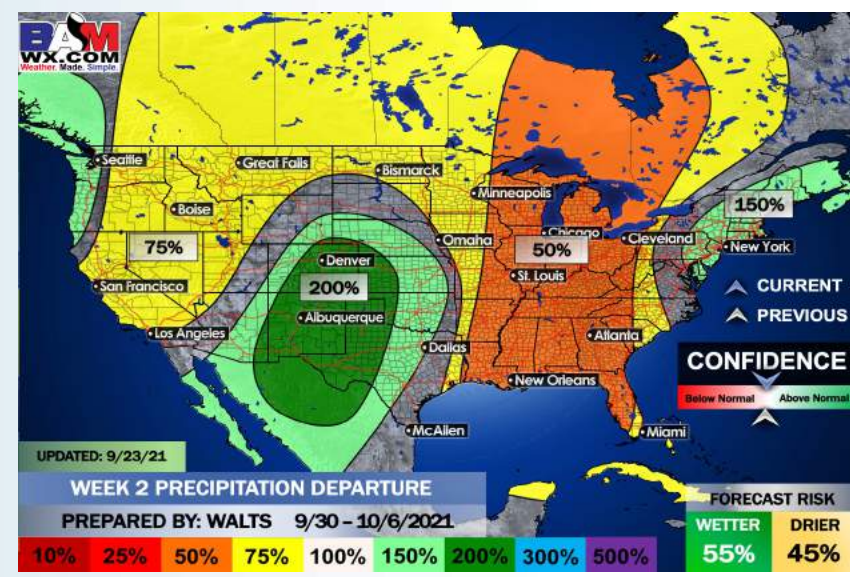 BAM
WX.COM
Weather. Made. Simple.
Seattle
Great Falls
Bismarck
Minneapolis
Boise
150%
75%
Omaha
50%
Chicago
Cleveland
New York
Denver
San Francisco
200%
St. Louis
CURRENT
Albuquerque
PREVIOUS
Los Angeles
Dallas
Atlanta
CONFIDENCE
New Orleans
Below Normal Above Normal
McAllen
Miami
UPDATED: 9/23/21
WEEK 2 PRECIPITATION DEPARTURE
PREPARED BY: WALTS 9/30 – 10/6/2021
10% 25% 50% 75% 100% 150% 200% 300% 500%
FORECAST RISK
WETTER DRIER
55% 45%